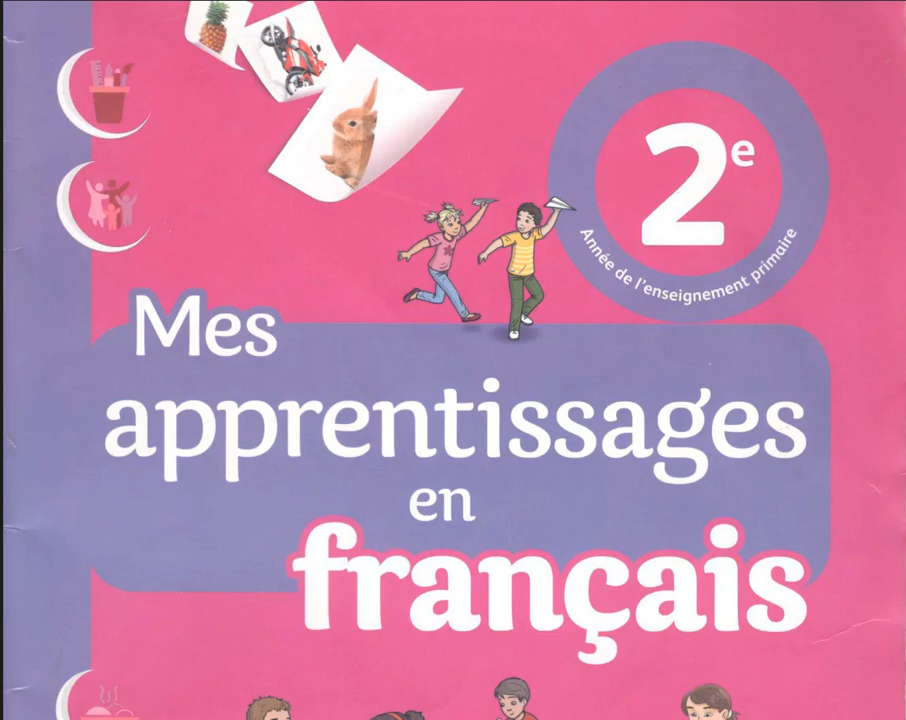 2e
Année de l'enseignement primaire
Mes
apprentissages
en
français